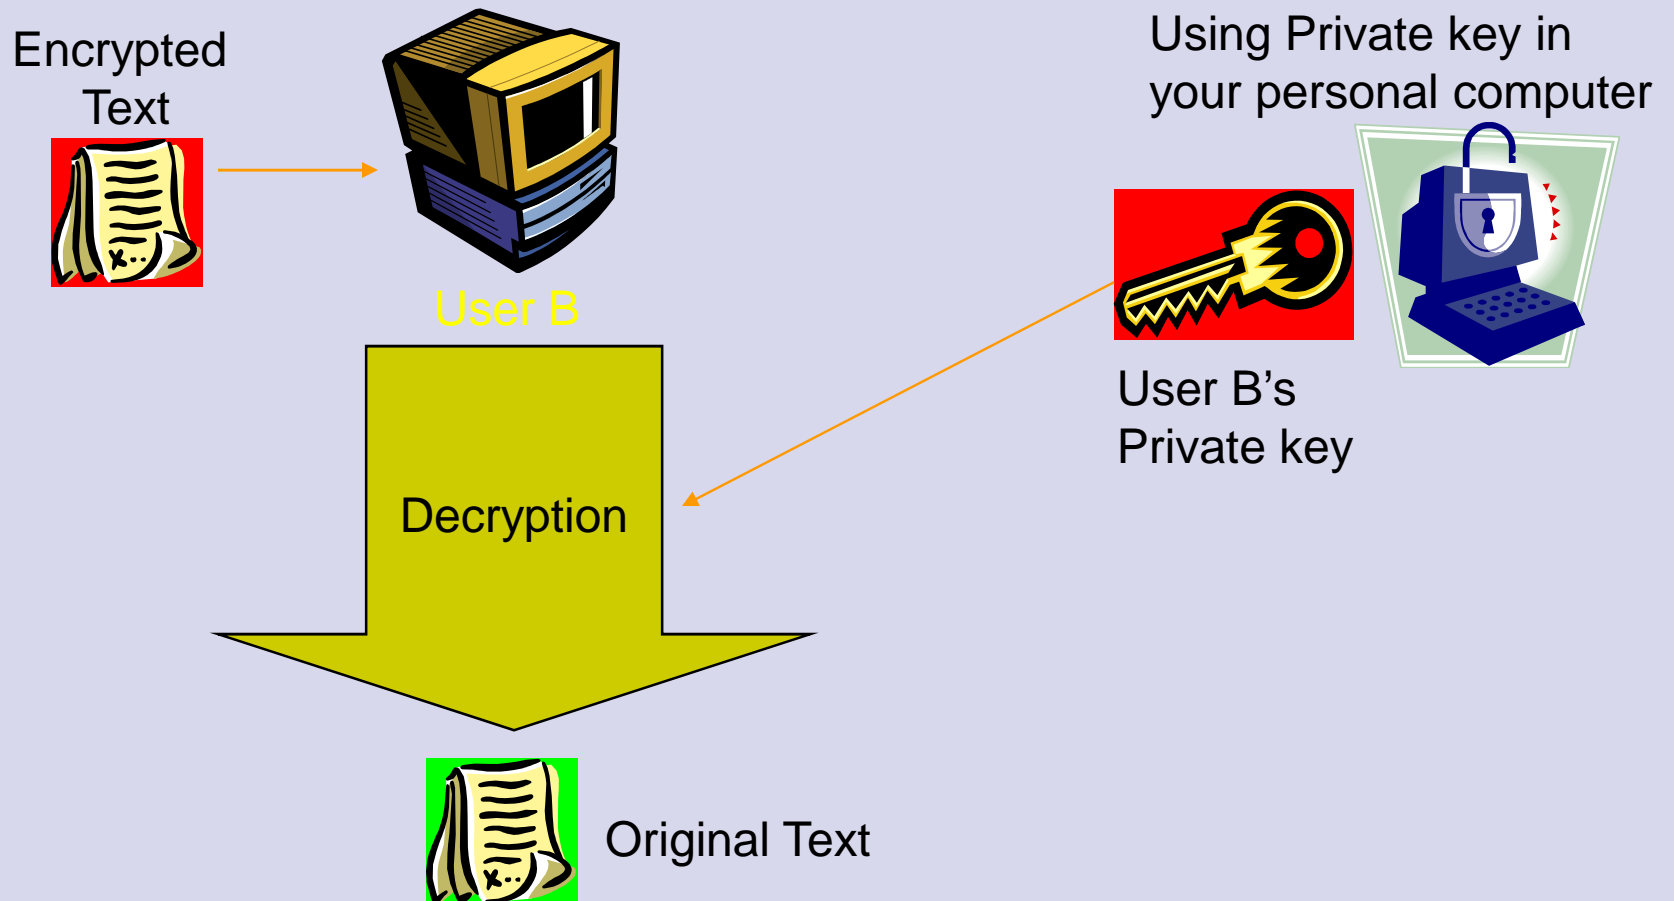 Encrypted
Text
Using Private key in
your personal computer
User B
User B’s
Private key
Decryption
Original Text